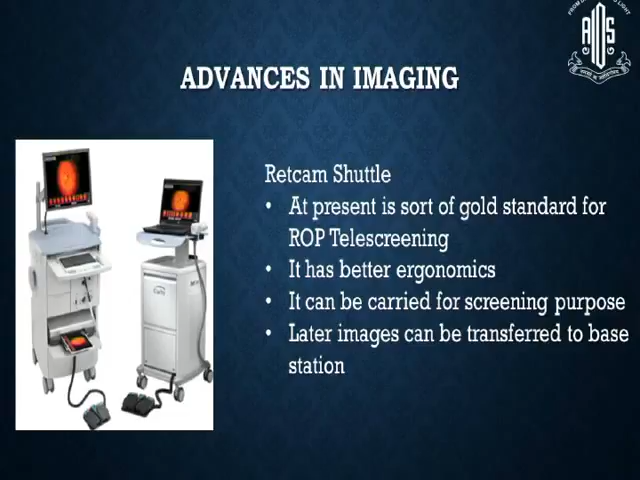 AIOS
ADVANCES IN IMAGING
Retcam Shuttle
• At present is sort of gold standard for
ROP Telescreening
• It has better ergonomics
• It can be carried for screening purpose
• Later images can be transferred to base
station